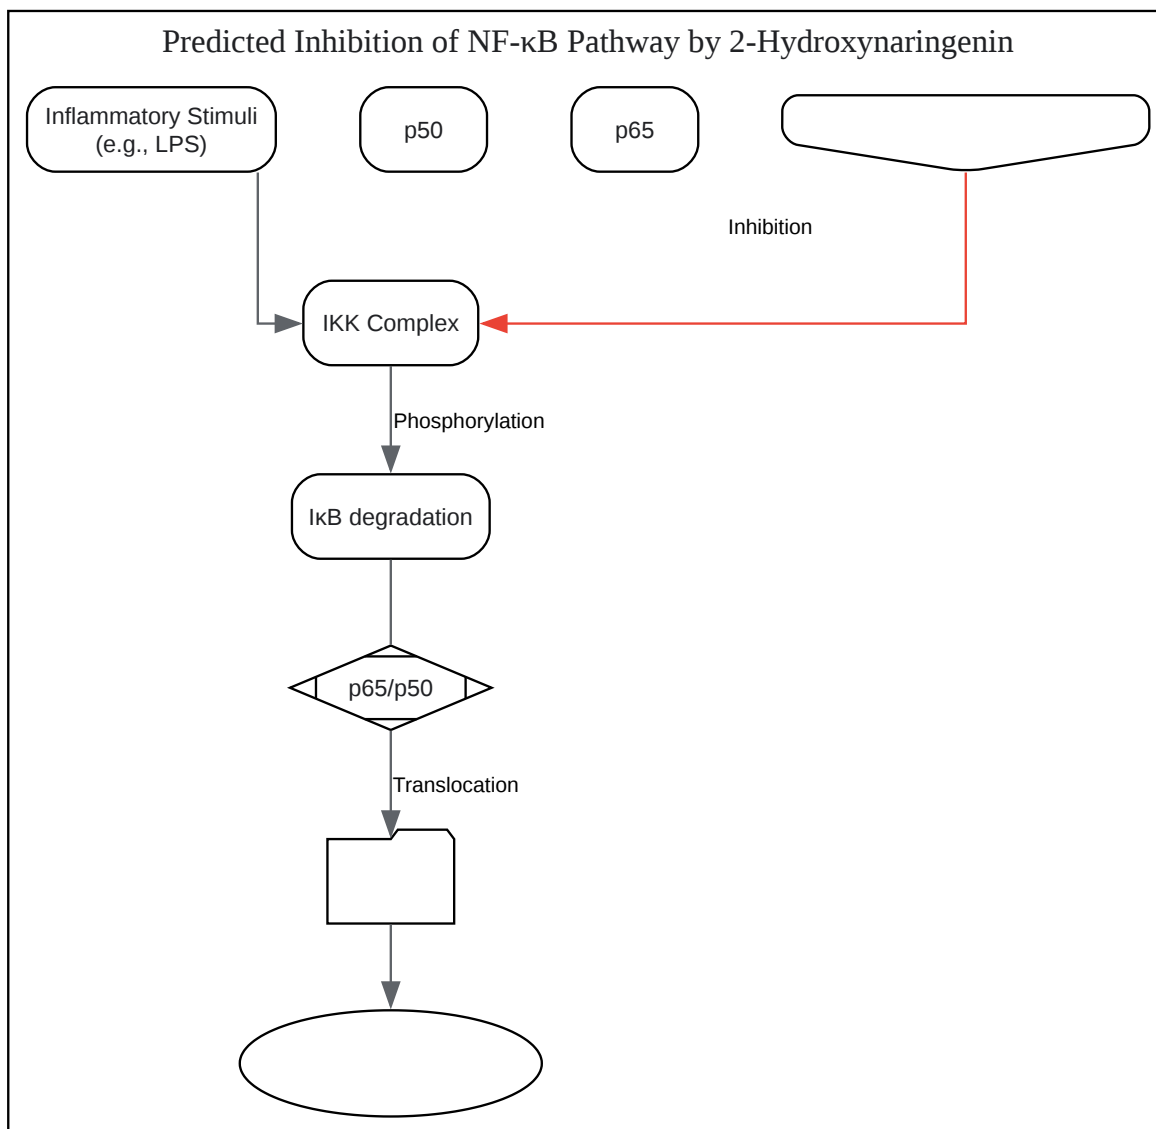 Predicted Inhibition of NF-κB Pathway by 2-Hydroxynaringenin
Inflammatory Stimuli
(e.g., LPS)
p50
p65
Inhibition
IKK Complex
Phosphorylation
IκB degradation
p65/p50
Translocation